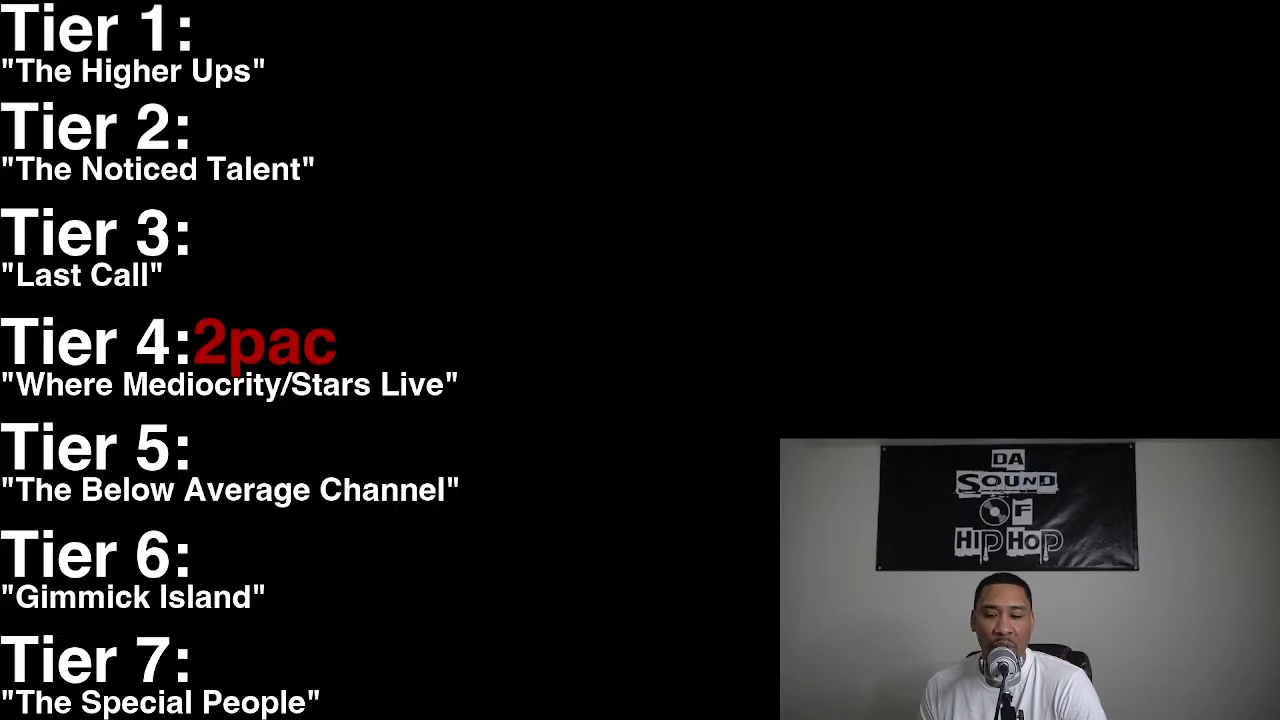 Tier 1:
"The Higher Ups"
Tier 2:
"The Noticed Talent"
Tier 3:
"Last Call"
Tier 4:2pac
"Where Mediocrity/Stars Live"
Tier 5:
"The Below Average Channel"
Tier 6:
"Gimmick Island"
Tier 7:
"The Special People"
DA
SOUND
OF
HIP HOP